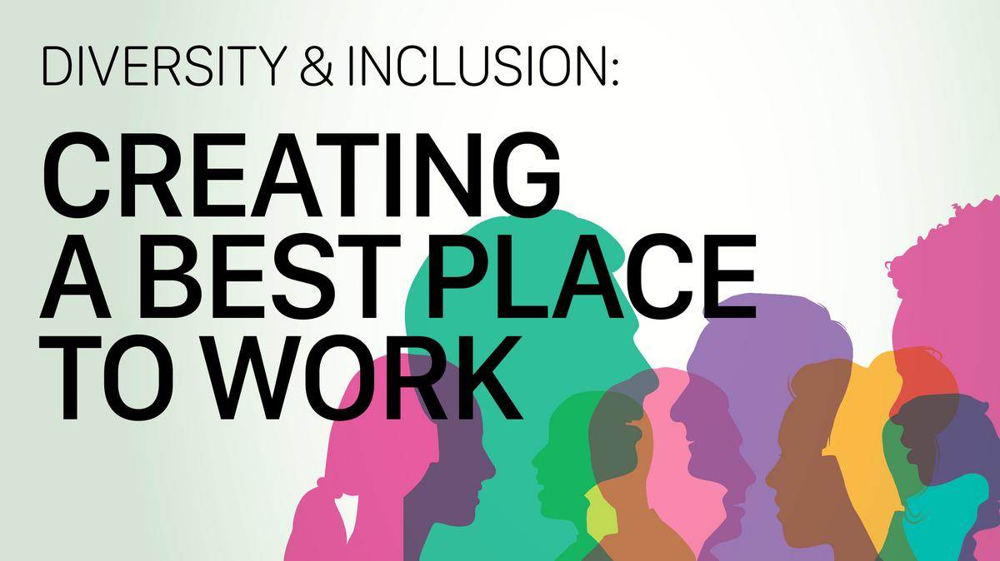 DIVERSITY & INCLUSION:
CREATING
A BEST PLACE
TO WORK